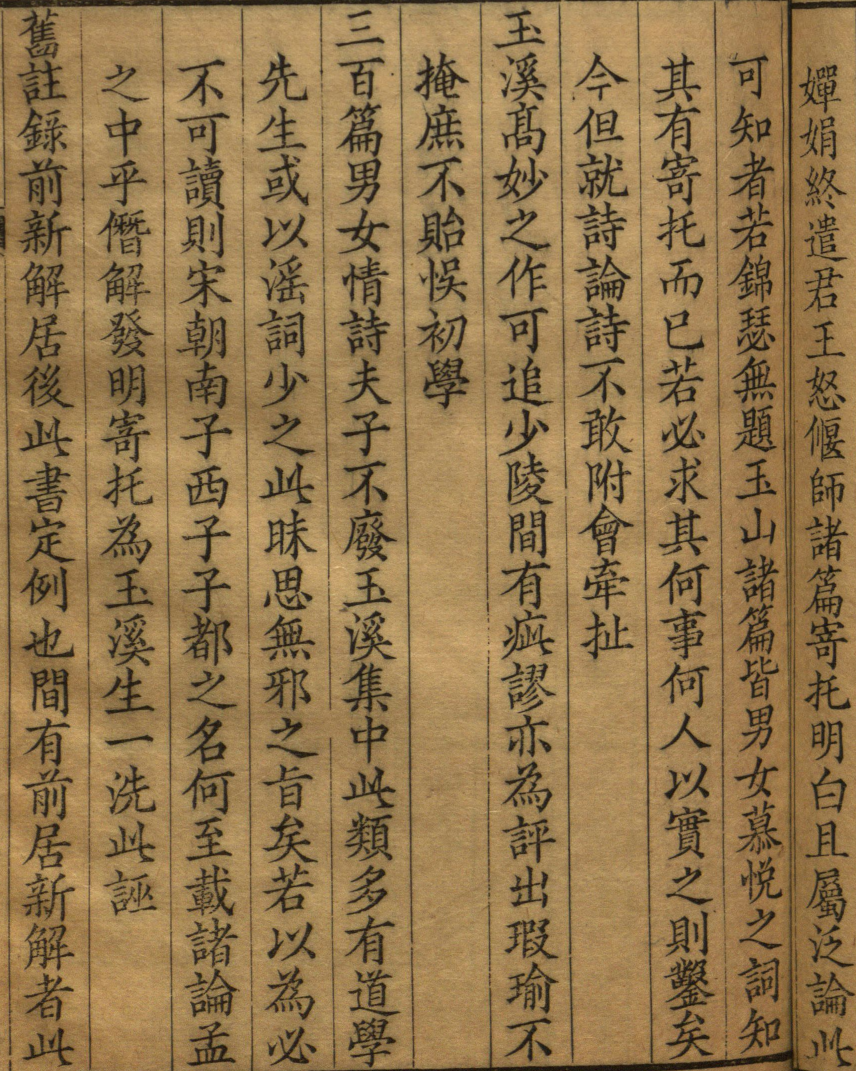 嬋娟終遣君王怒偃師諸篇寄托明白且屬泛論此
可知者若錦瑟無題玉山諸篇皆男女慕悅之詞知
其有寄托而已若必求其何事何人以實之則鑿矣
今但就詩論詩不敢附會牽扯
玉溪髙妙之作可追少陵間有疵謬亦為評出瑕瑜不
掩庶不貽悞初學
三百篇男女情詩夫子不廢玉溪集中此類多有道學
先生或以滛詞少之此昧思無邪之旨矣若以為必
不可讀則宋朝南子西子子都之名何至載諸論孟
之中乎僭解發明寄托為玉溪生一洗此誣
舊註錄前新解居後此書定例也間有前居新解者此